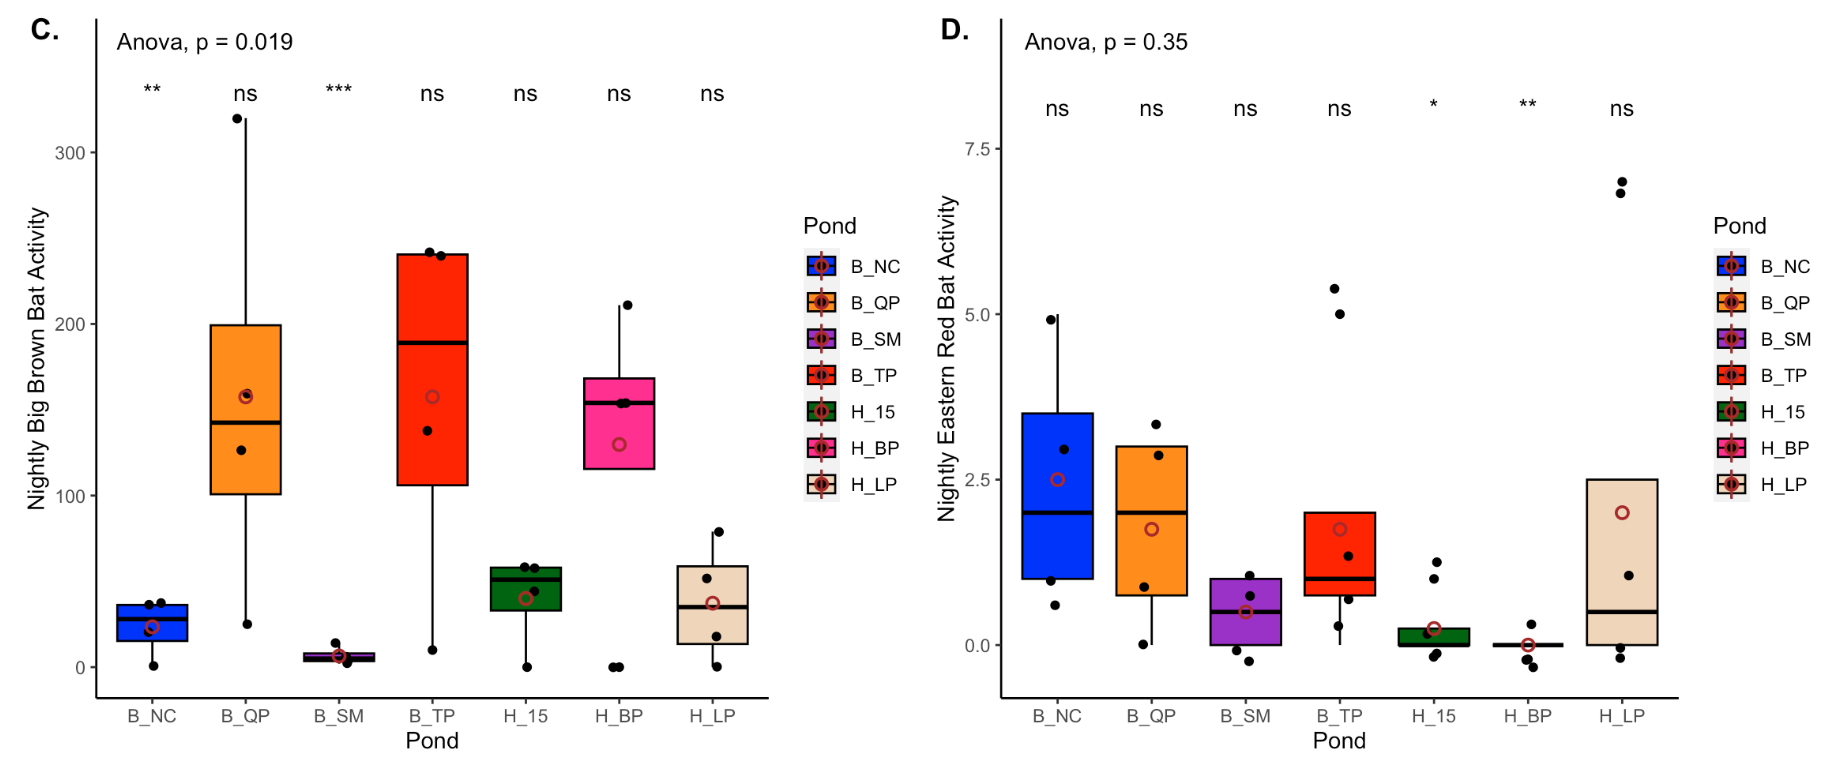 C.
Anova, p = 0.019
** ns *** ns ns ns ns
300
200
100
0
Nightly Big Brown Bat Activity
B_NC B_QP B_SM B_TP H_15 H_BP H_LP
Pond
Pond
B_NC
B_QP
B_SM
B_TP
H_15
H_BP
H_LP
D.
Anova, p = 0.35
ns ns ns ns * ** ns
7.5
5.0
2.5
0.0
Nightly Eastern Red Bat Activity
B_NC B_QP B_SM B_TP H_15 H_BP H_LP
Pond
Pond
B_NC
B_QP
B_SM
B_TP
H_15
H_BP
H_LP